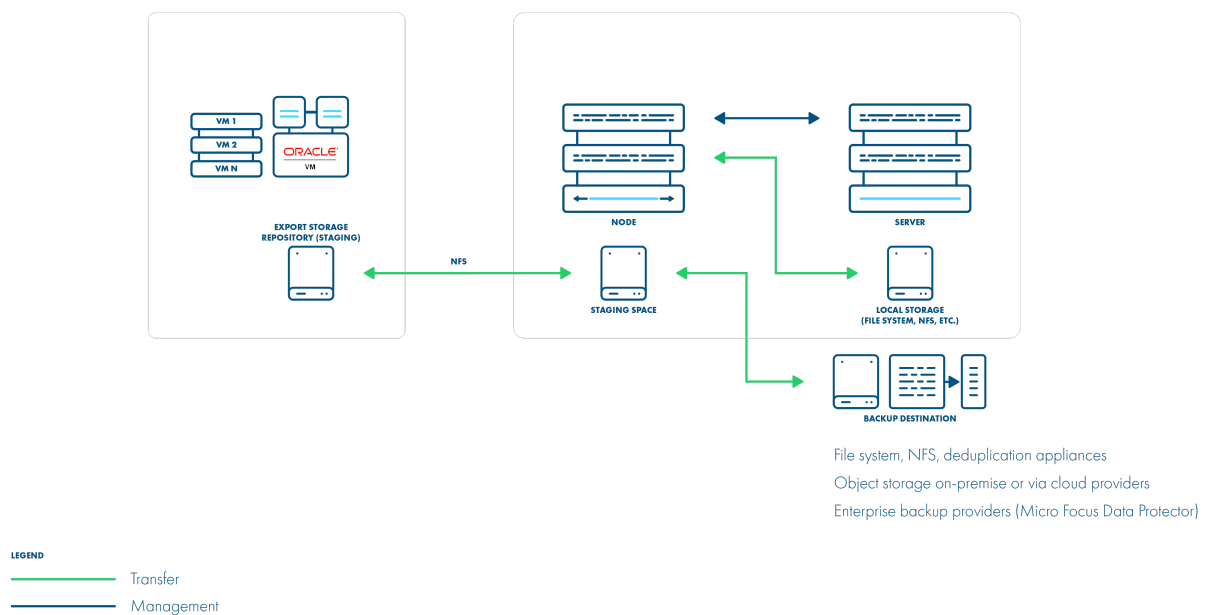 VM 1
VM 2
VM N
ORACLE
VM
EXPORT STORAGE
REPOSITORY (STAGING)
NFS
NODE
SERVER
STAGING SPACE
LOCAL STORAGE
(FILE SYSTEM, NFS, ETC.)
BACKUP DESTINATION
File system, NFS, deduplication appliances
Object storage on-premise or via cloud providers
Enterprise backup providers (Micro Focus Data Protector)
LEGEND
Transfer
Management